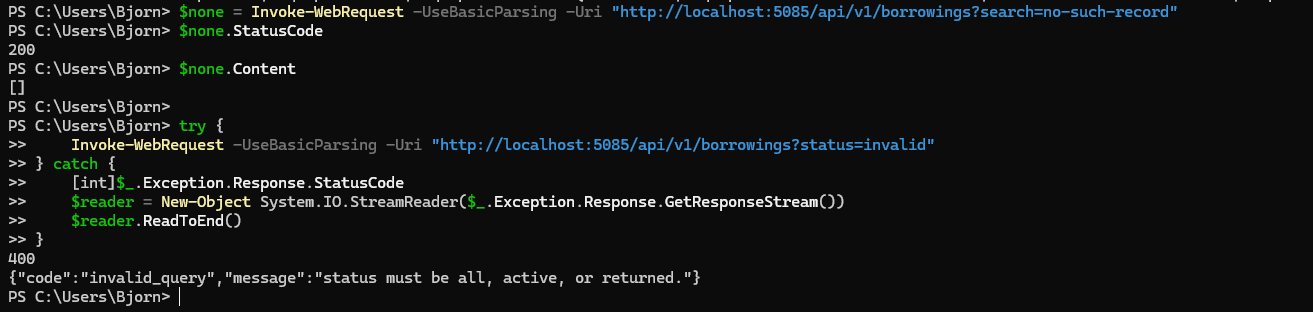 PS C:\Users\Bjorn> $none = Invoke-WebRequest -UseBasicParsing -Uri "http://localhost:5085/api/v1/borrowings?search=no-such-record"
PS C:\Users\Bjorn> $none.StatusCode
200
PS C:\Users\Bjorn> $none.Content
[]
PS C:\Users\Bjorn>
PS C:\Users\Bjorn> try {
>>     Invoke-WebRequest -UseBasicParsing -Uri "http://localhost:5085/api/v1/borrowings?status=invalid"
>> } catch {
>>     [int]$_.Exception.Response.StatusCode
>>     $reader = New-Object System.IO.StreamReader($_.Exception.Response.GetResponseStream())
>>     $reader.ReadToEnd()
>> }
400
{"code":"invalid_query","message":"status must be all, active, or returned."}
PS C:\Users\Bjorn>